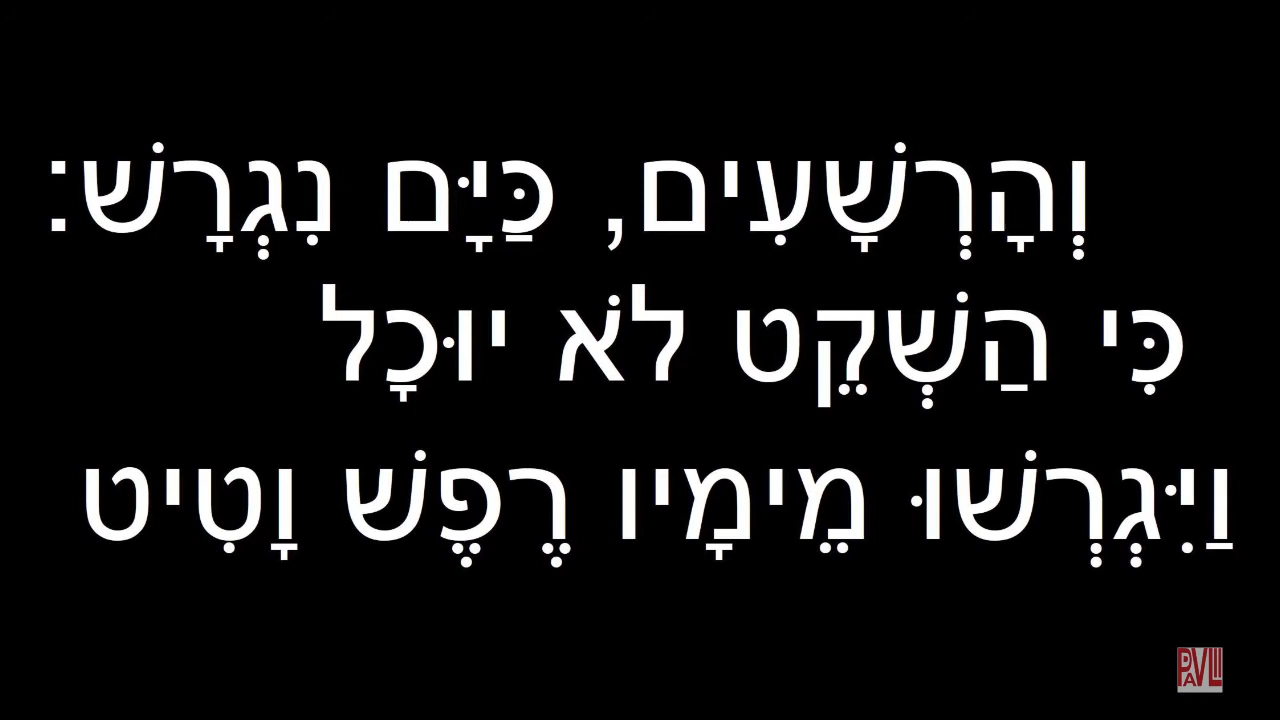 וְהָרְשָׁעִים, כַּיָּם נִגְרָשׁ:
כִּי הַשְׁקֵט לֹא יוּכָל
וַיִּגְרְשׁוּ מֵימָיו רֶפֶשׁ וָטִיט